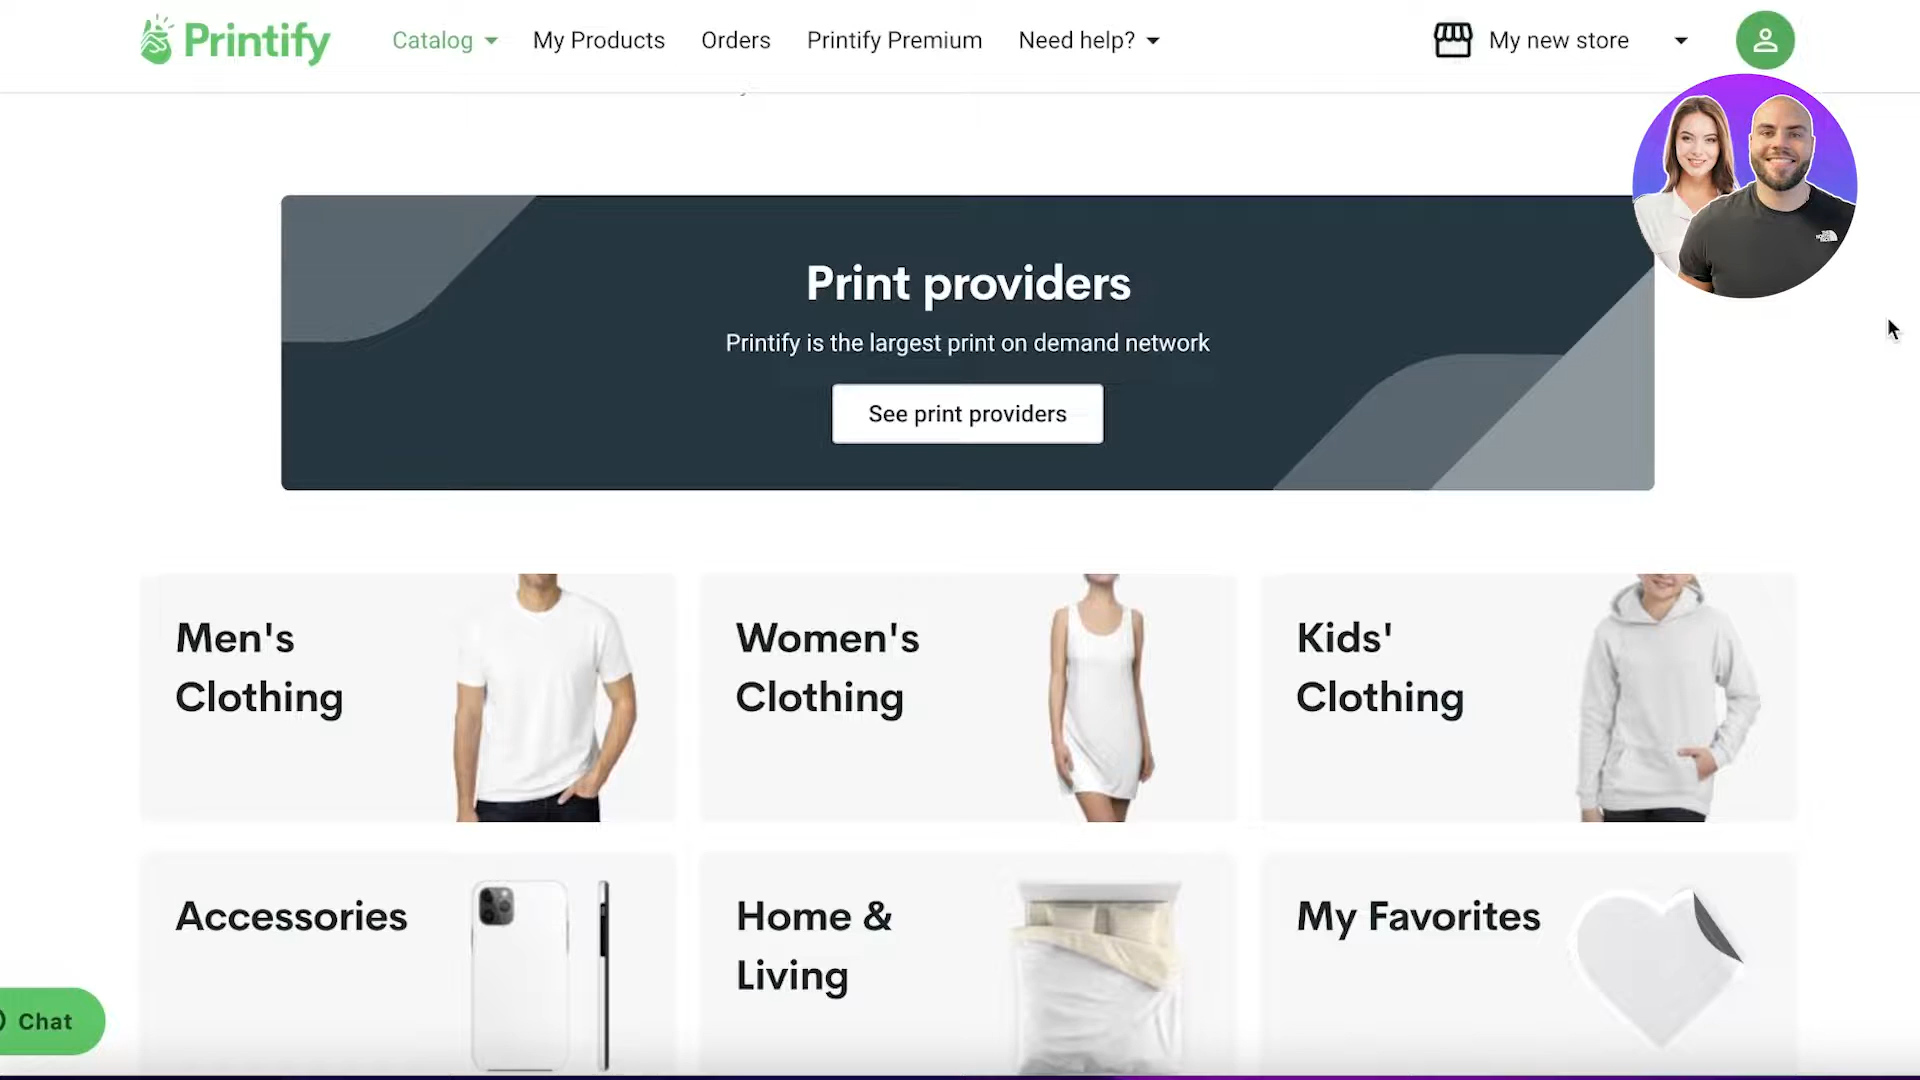 Printify Catalog My Products Orders Printify Premium Need help? My new store
Print providers
Printify is the largest print on demand network
See print providers
Men's
Clothing
Women's
Clothing
Kids'
Clothing
Accessories
Home &
Living
My Favorites
Chat